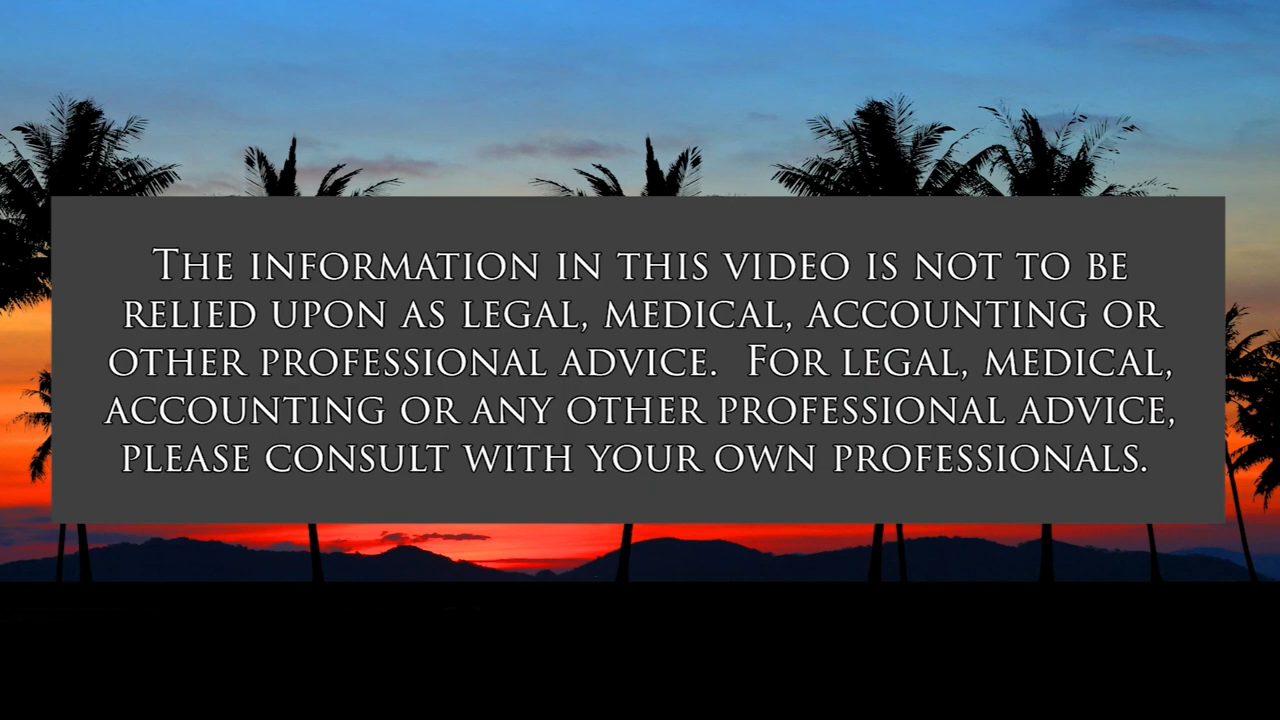 The information in this video is not to be
relied upon as legal, medical, accounting or
other professional advice.  For legal, medical,
accounting or any other professional advice,
please consult with your own professionals.